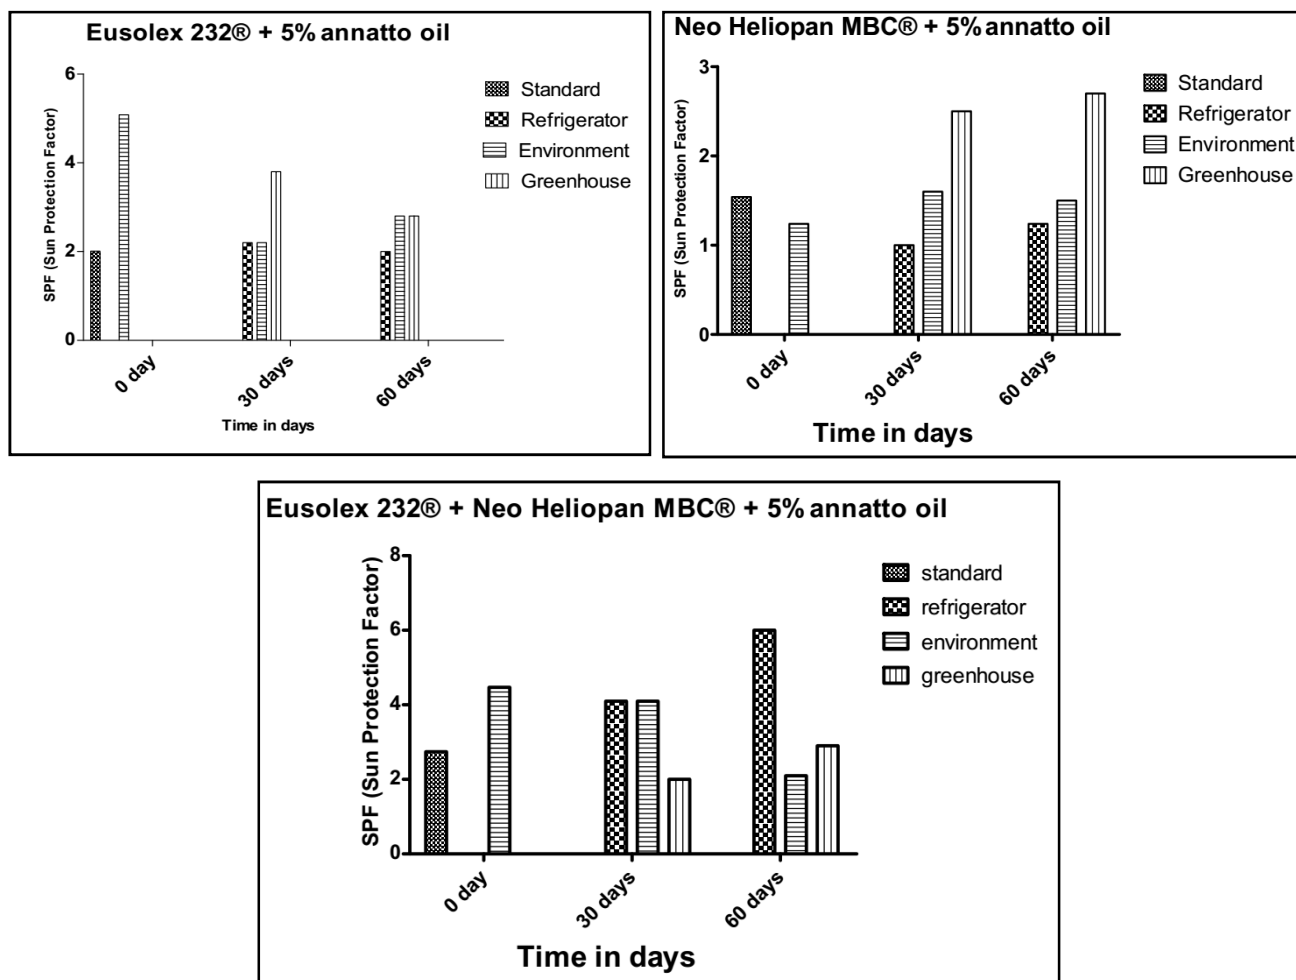 Eusolex 232® + 5% annatto oil
SPF (Sun Protection Factor)
6
4
2
0
0 day
30 days
60 days
Time in days
Standard
Refrigerator
Environment
Greenhouse
Neo Heliopan MBC® + 5% annatto oil
SPF (Sun Protection Factor)
3
2
1
0
0 day
30 days
60 days
Time in days
Standard
Refrigerator
Environment
Greenhouse
Eusolex 232® + Neo Heliopan MBC® + 5% annatto oil
SPF (Sun Protection Factor)
8
6
4
2
0
0 day
30 days
60 days
Time in days
standard
refrigerator
environment
greenhouse